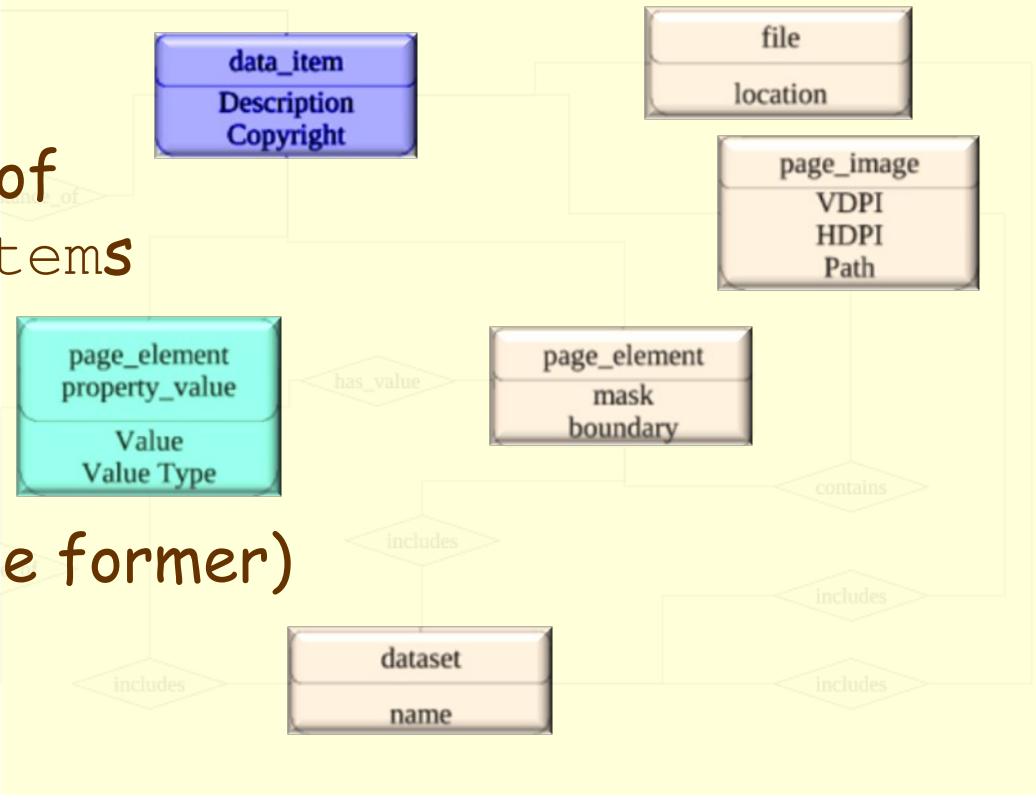 data_item
Description
Copyright
file
location
of
page_image
VDPI
HDPI
Path
tems
page_element
property_value
Value
Value Type
has_value
page_element
mask
boundary
contains
includes
e former)
includes
dataset
name
includes
includes